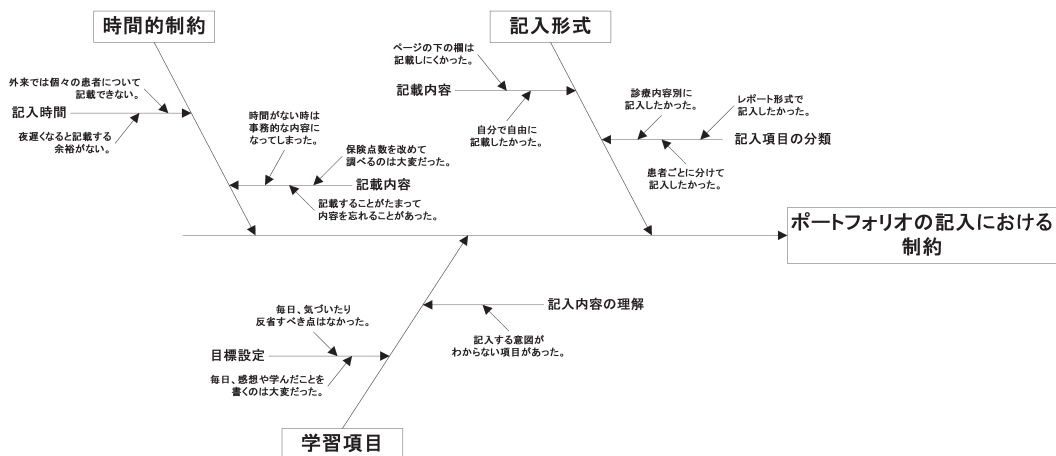 時間的制約
外来では個々の患者について
記載できない。
記入時間
夜遅くなると記載する
余裕がない。
時間がない時は
事務的な内容に
なってしまった。
保険点数を改めて
調べるのは大変だった。
記載内容
記載することがたまって
内容を忘れることがあった。
記入形式
ページの下の欄は
記載しにくかった。
記載内容
自分で自由に
記載したかった。
診療内容別に
記入したかった。
レポート形式で
記入したかった。
記入項目の分類
患者ごとに分けて
記入したかった。
ポートフォリオの記入における
制約
毎日、気づいたり
反省すべき点はなかった。
目標設定
毎日、感想や学んだことを
書くのは大変だった。
記入内容の理解
記入する意図が
わからない項目があった。
学習項目